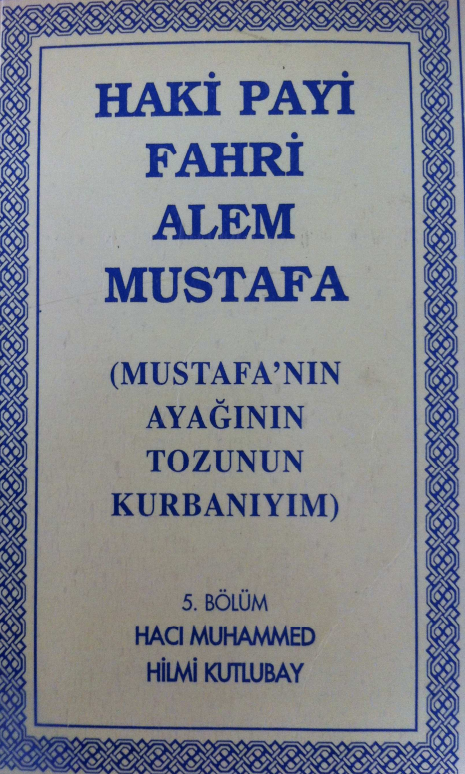 HAKİ PAYİ
FAHRİ
ALEM
MUSTAFA
(MUSTAFA'NIN
AYAĞININ
TOZUNUN
KURBANIYIM)
5. BÖLÜM
HACI MUHAMMED
HİLMİ KUTLUBAY